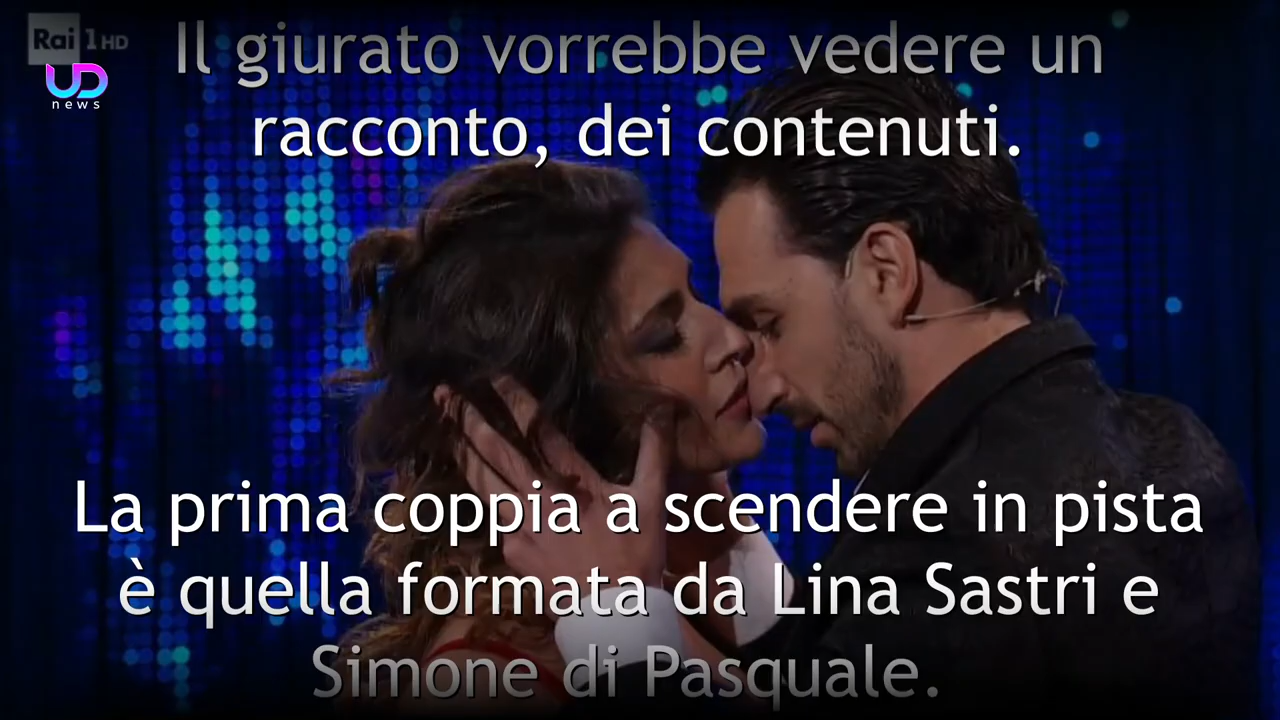 Rai 1 HD
UD
news
Il giurato vorrebbe vedere un
racconto, dei contenuti.
La prima coppia a scendere in pista
è quella formata da Lina Sastri e
Simone di Pasquale.